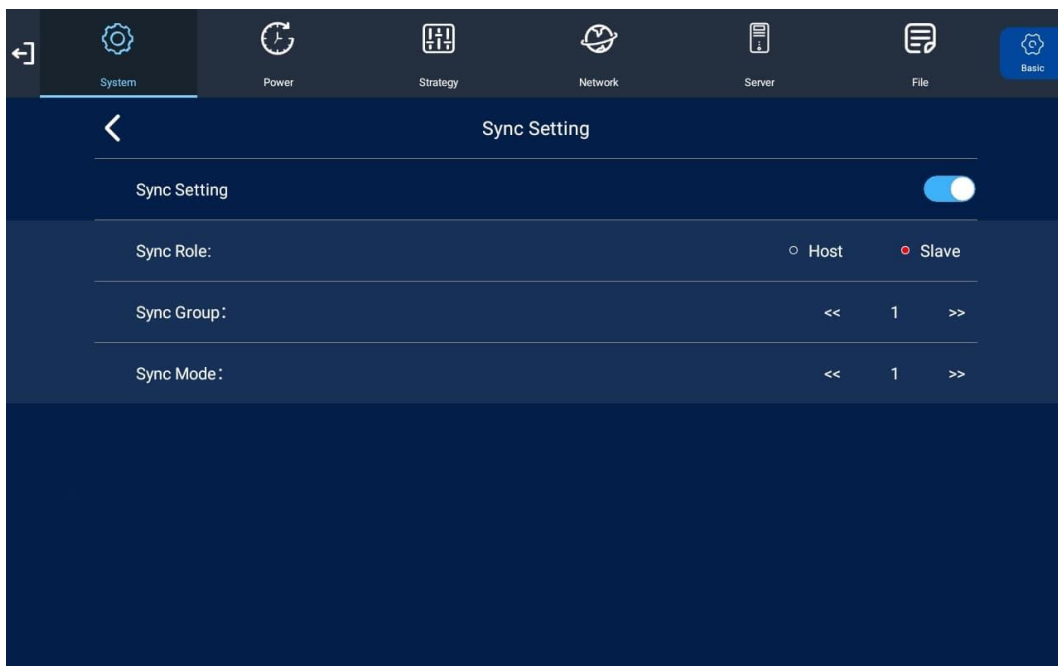 System Power Strategy Network Server File Basic
Sync Setting
Sync Setting
Sync Role: Host Slave
Sync Group： << 1 >>
Sync Mode： << 1 >>